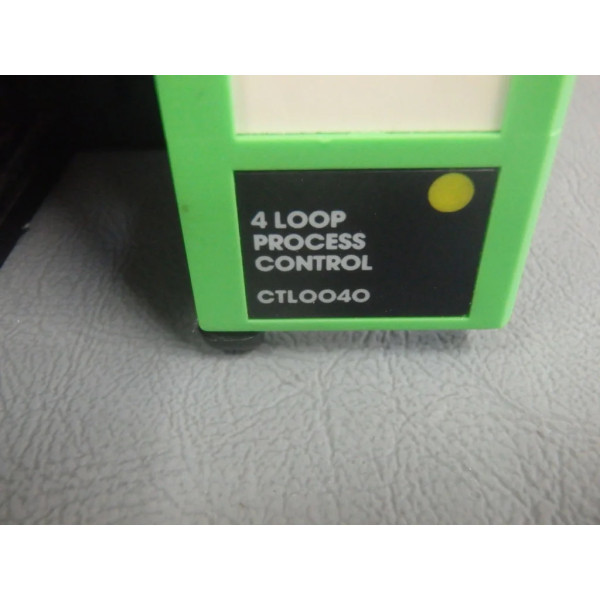 4 LOOP
PROCESS
CONTROL
CTL0040